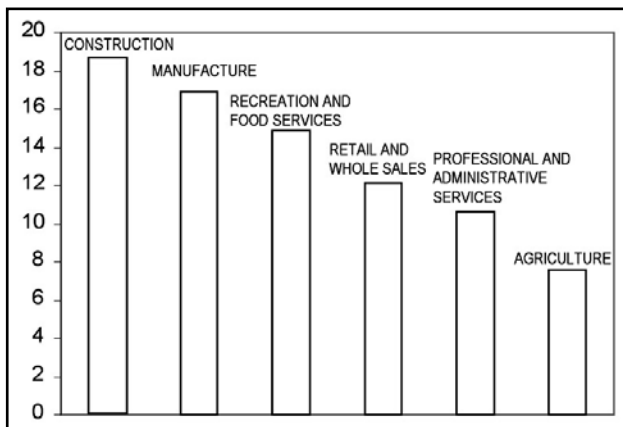 20
CONSTRUCTION
18
MANUFACTURE
16
RECREATION AND
FOOD SERVICES
14
RETAIL AND
WHOLE SALES
PROFESSIONAL AND
ADMINISTRATIVE
SERVICES
12
10
AGRICULTURE
8
6
4
2
0